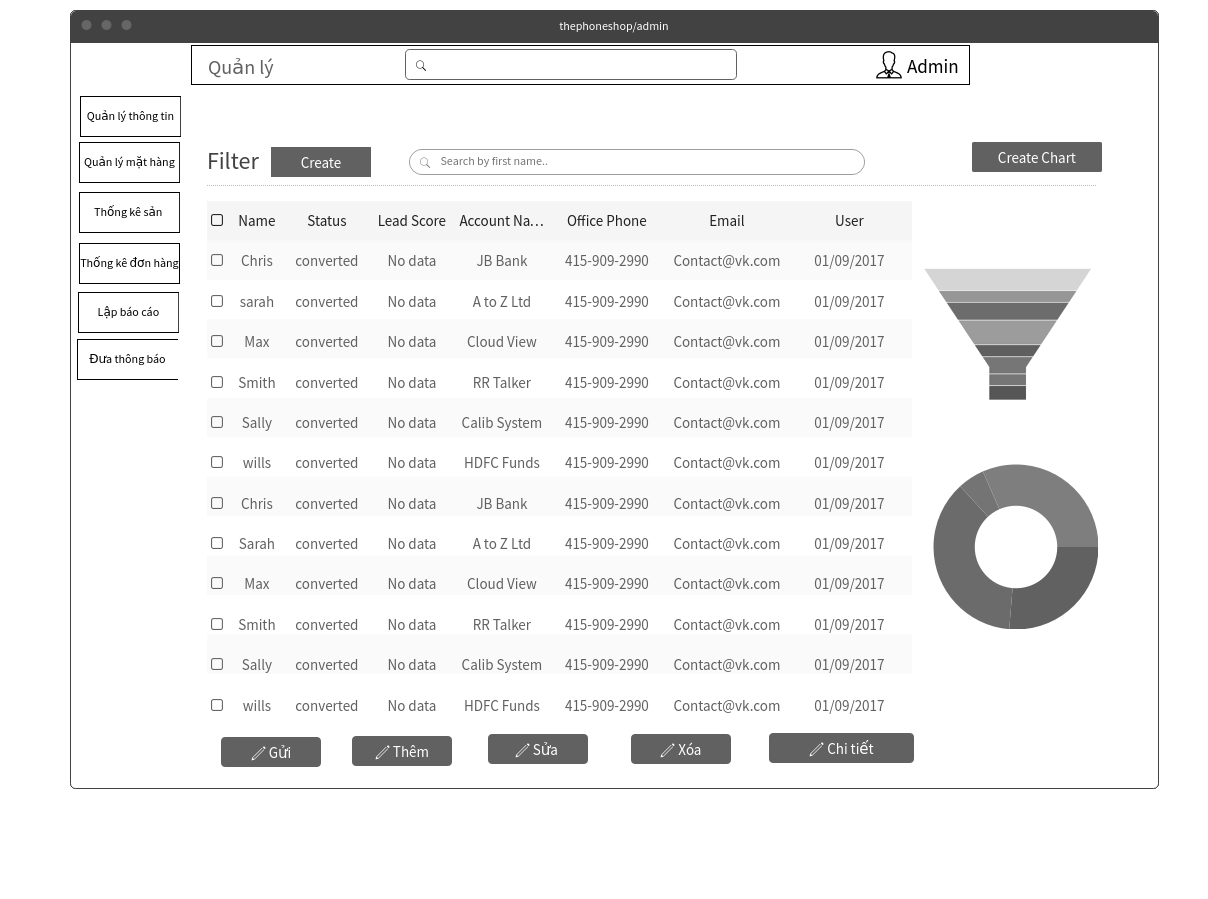 thephoneshop/admin
Quản lý
Admin
Quản lý thông tin
Quản lý mặt hàng
Thống kê sản
Thống kê đơn hàng
Lập báo cáo
Đưa thông báo
Filter Create Search by first name.. Create Chart
Name Status Lead Score Account Na... Office Phone Email User
Chris converted No data JB Bank 415-909-2990 Contact@vk.com 01/09/2017
sarah converted No data A to Z Ltd 415-909-2990 Contact@vk.com 01/09/2017
Max converted No data Cloud View 415-909-2990 Contact@vk.com 01/09/2017
Smith converted No data RR Talker 415-909-2990 Contact@vk.com 01/09/2017
Sally converted No data Calib System 415-909-2990 Contact@vk.com 01/09/2017
wills converted No data HDFC Funds 415-909-2990 Contact@vk.com 01/09/2017
Chris converted No data JB Bank 415-909-2990 Contact@vk.com 01/09/2017
Sarah converted No data A to Z Ltd 415-909-2990 Contact@vk.com 01/09/2017
Max converted No data Cloud View 415-909-2990 Contact@vk.com 01/09/2017
Smith converted No data RR Talker 415-909-2990 Contact@vk.com 01/09/2017
Sally converted No data Calib System 415-909-2990 Contact@vk.com 01/09/2017
wills converted No data HDFC Funds 415-909-2990 Contact@vk.com 01/09/2017
Gửi Thêm Sửa Xóa Chi tiết